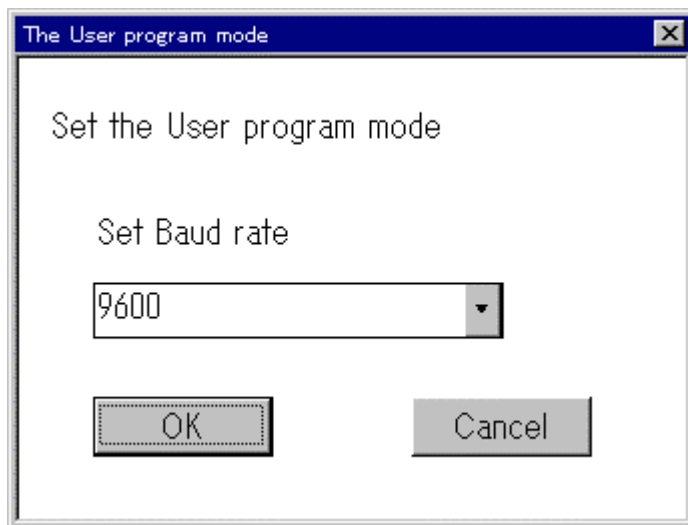 The User program mode
Set the User program mode
Set Baud rate
9600
OK
Cancel